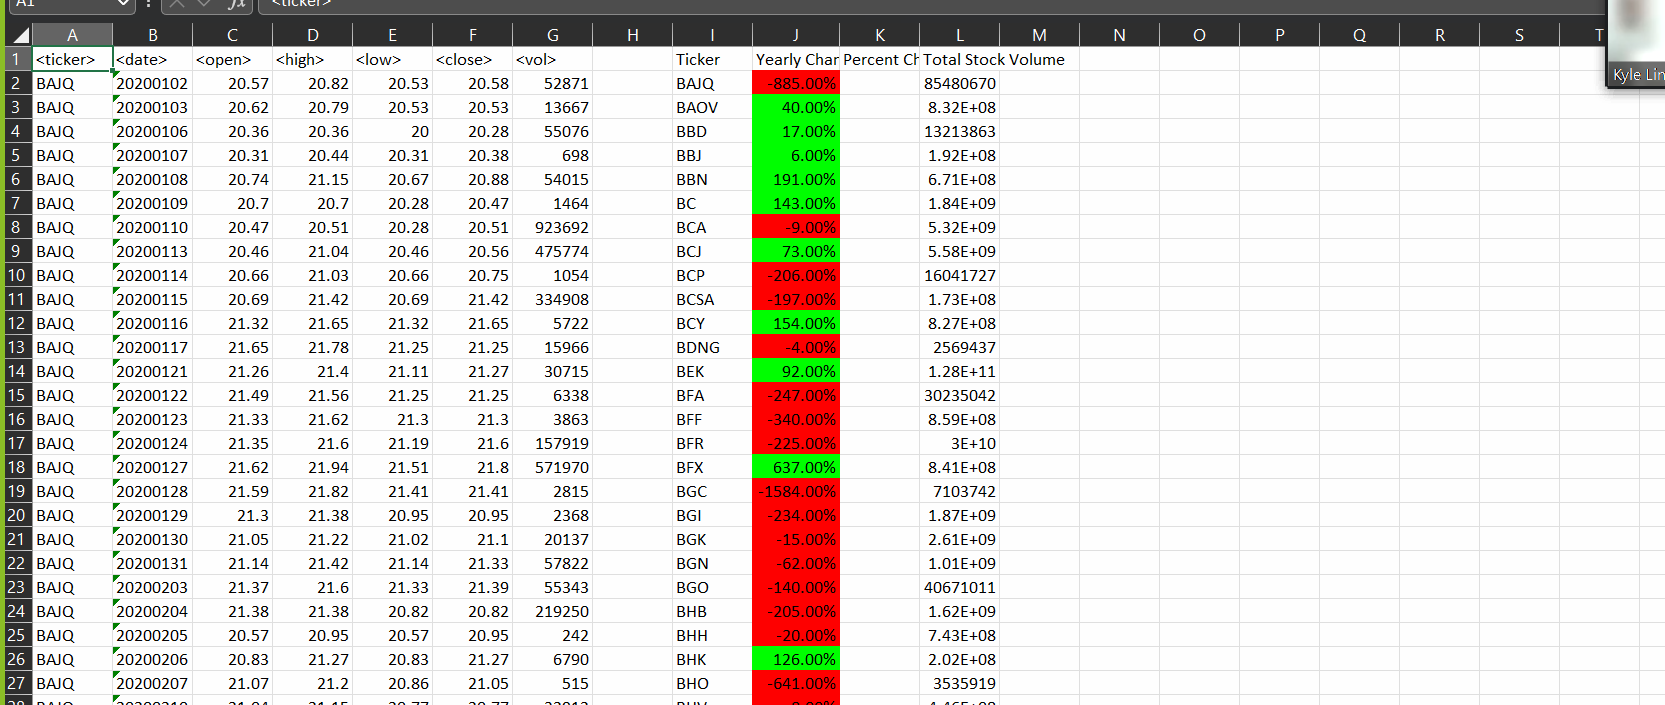 A1 fx <ticker>
A B C D E F G H I J K L M N O P Q R S T
1 <ticker> <date> <open> <high> <low> <close> <vol> Ticker Yearly Char Percent Ch Total Stock Volume
Kyle Lin
2 BAJQ 20200102 20.57 20.82 20.53 20.58 52871 BAJQ -885.00% 85480670
3 BAJQ 20200103 20.62 20.79 20.53 20.53 13667 BAOV 40.00% 8.32E+08
4 BAJQ 20200106 20.36 20.36 20 20.28 55076 BBD 17.00% 13213863
5 BAJQ 20200107 20.31 20.44 20.31 20.38 698 BBJ 6.00% 1.92E+08
6 BAJQ 20200108 20.74 21.15 20.67 20.88 54015 BBN 191.00% 6.71E+08
7 BAJQ 20200109 20.7 20.7 20.28 20.47 1464 BC 143.00% 1.84E+09
8 BAJQ 20200110 20.47 20.51 20.28 20.51 923692 BCA -9.00% 5.32E+09
9 BAJQ 20200113 20.46 21.04 20.46 20.56 475774 BCJ 73.00% 5.58E+09
10 BAJQ 20200114 20.66 21.03 20.66 20.75 1054 BCP -206.00% 16041727
11 BAJQ 20200115 20.69 21.42 20.69 21.42 334908 BCSA -197.00% 1.73E+08
12 BAJQ 20200116 21.32 21.65 21.32 21.65 5722 BCY 154.00% 8.27E+08
13 BAJQ 20200117 21.65 21.78 21.25 21.25 15966 BDNG -4.00% 2569437
14 BAJQ 20200121 21.26 21.4 21.11 21.27 30715 BEK 92.00% 1.28E+11
15 BAJQ 20200122 21.49 21.56 21.25 21.25 6338 BFA -247.00% 30235042
16 BAJQ 20200123 21.33 21.62 21.3 21.3 3863 BFF -340.00% 8.59E+08
17 BAJQ 20200124 21.35 21.6 21.19 21.6 157919 BFR -225.00% 3E+10
18 BAJQ 20200127 21.62 21.94 21.51 21.8 571970 BFX 637.00% 8.41E+08
19 BAJQ 20200128 21.59 21.82 21.41 21.41 2815 BGC -1584.00% 7103742
20 BAJQ 20200129 21.3 21.38 20.95 20.95 2368 BGI -234.00% 1.87E+09
21 BAJQ 20200130 21.05 21.22 21.02 21.1 20137 BGK -15.00% 2.61E+09
22 BAJQ 20200131 21.14 21.42 21.14 21.33 57822 BGN -62.00% 1.01E+09
23 BAJQ 20200203 21.37 21.6 21.33 21.39 55343 BGO -140.00% 40671011
24 BAJQ 20200204 21.38 21.38 20.82 20.82 219250 BHB -205.00% 1.62E+09
25 BAJQ 20200205 20.57 20.95 20.57 20.95 242 BHH -20.00% 7.43E+08
26 BAJQ 20200206 20.83 21.27 20.83 21.27 6790 BHK 126.00% 2.02E+08
27 BAJQ 20200207 21.07 21.2 20.86 21.05 515 BHO -641.00% 3535919
28 BAJQ